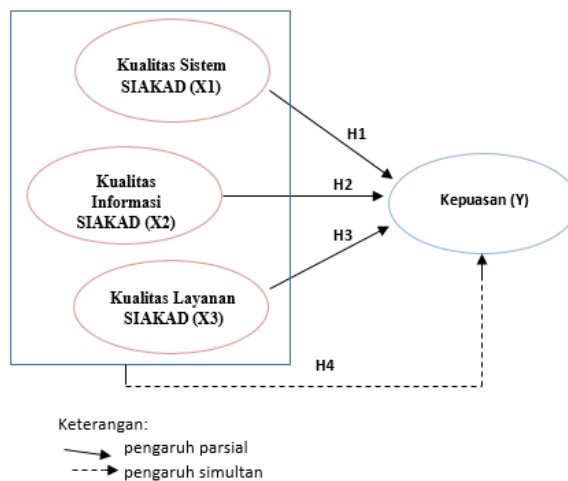 Kualitas Sistem
SIAKAD (X1)
H1
Kualitas
Informasi
SIAKAD (X2)
H2
Kepuasan (Y)
H3
Kualitas Layanan
SIAKAD (X3)
H4
Keterangan:
pengaruh parsial
pengaruh simultan